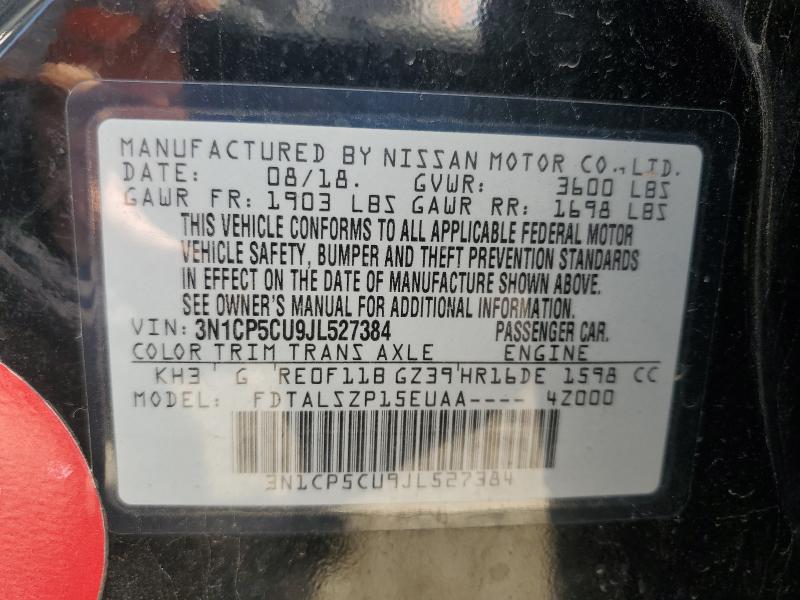 MANUFACTURED BY NISSAN MOTOR CO.,LTD.
DATE: 08/18. GVWR: 3600 LBS
GAWR FR: 1903 LBS GAWR RR: 1698 LBS
THIS VEHICLE CONFORMS TO ALL APPLICABLE FEDERAL MOTOR
VEHICLE SAFETY, BUMPER AND THEFT PREVENTION STANDARDS
IN EFFECT ON THE DATE OF MANUFACTURE SHOWN ABOVE.
SEE OWNER'S MANUAL FOR ADDITIONAL INFORMATION.
VIN: 3N1CP5CU9JL527384 PASSENGER CAR.
COLOR TRIM TRANS AXLE ENGINE
KH3 G RE0F11B GZ39 HR16DE 1598 CC
MODEL: FDTALSZP15EUAA---- 4Z000
3N1CP5CU9JL527384